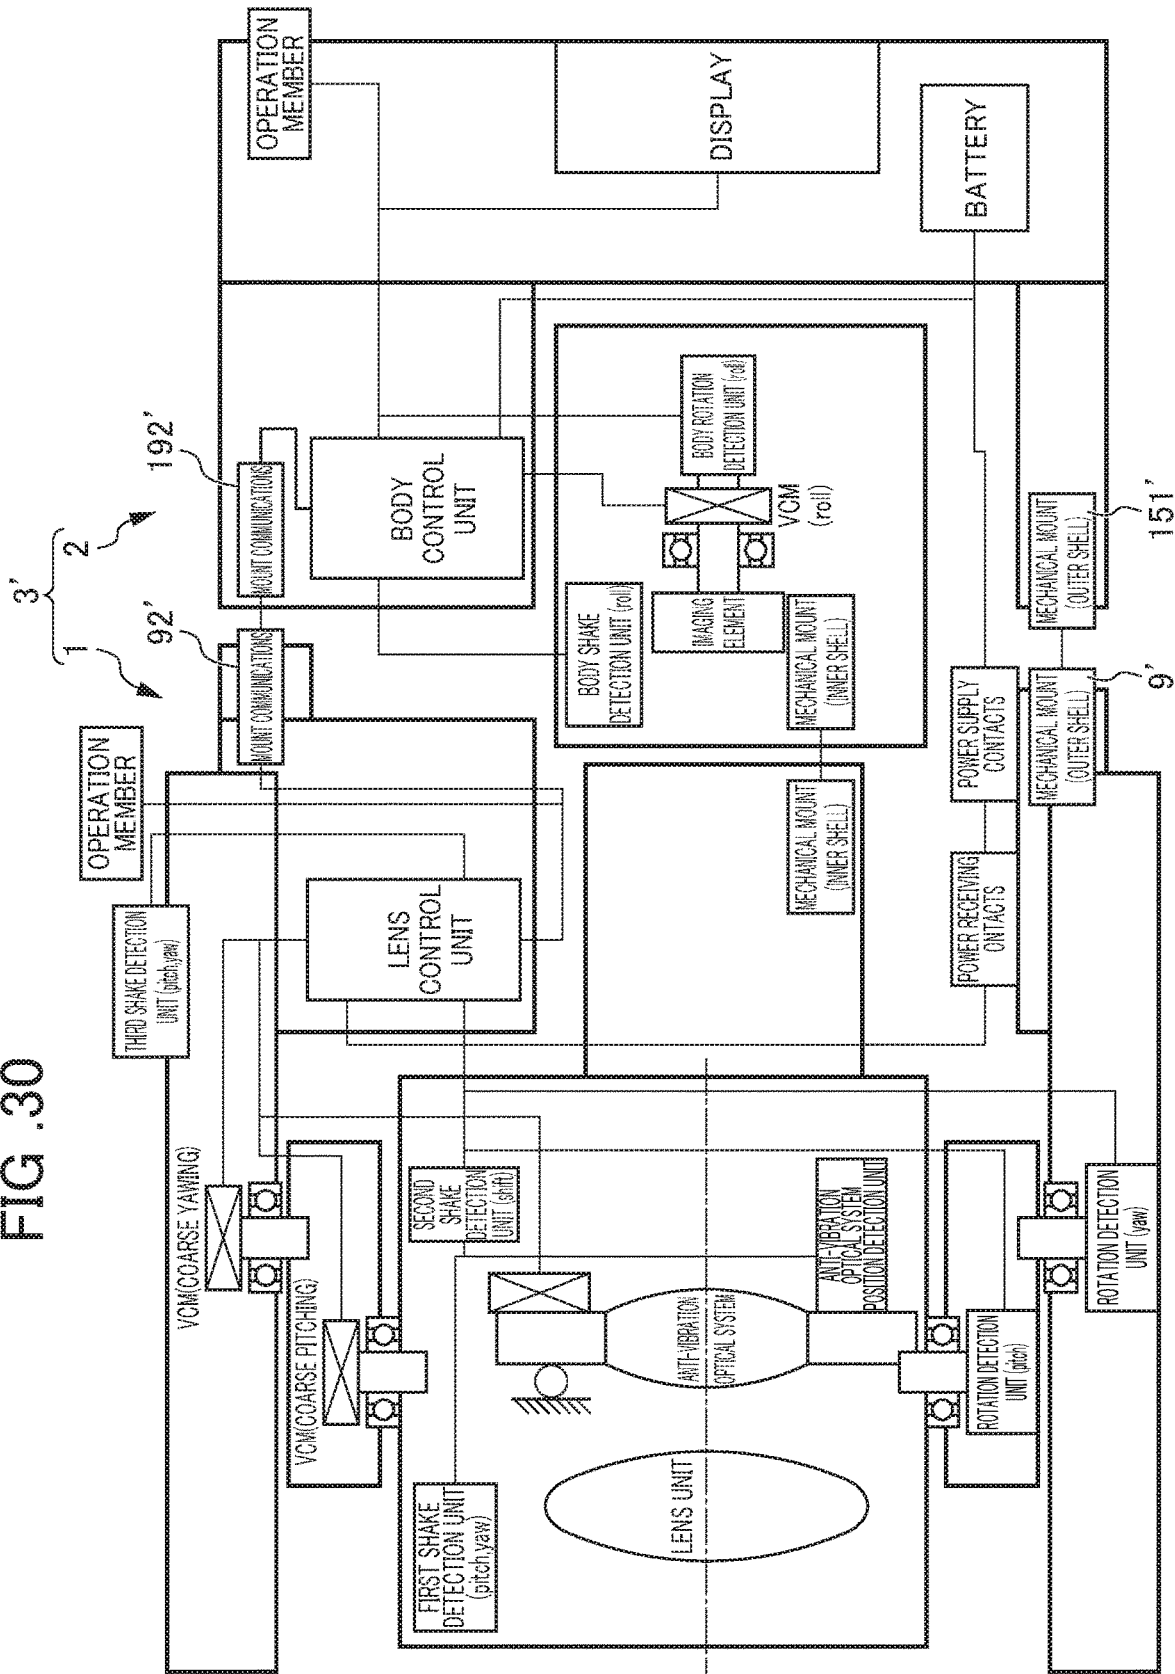 FIG .30
3'
1
2
92'
192'
OPERATION
MEMBER
DISPLAY
BATTERY
MOUNT COMMUNICATIONS
MOUNT COMMUNICATIONS
BODY
CONTROL
UNIT
BODY ROTATION
DETECTION UNIT (roll)
VCM
(roll)
IMAGING
ELEMENT
BODY SHAKE
DETECTION UNIT (roll)
MECHANICAL MOUNT
(INNER SHELL)
MECHANICAL MOUNT
(INNER SHELL)
MECHANICAL MOUNT
(OUTER SHELL)
151'
MECHANICAL MOUNT
(OUTER SHELL)
9'
POWER SUPPLY
CONTACTS
POWER RECEIVING
ONTACTS
OPERATION
MEMBER
THIRD SHAKE DETECTION
UNIT (pitch,yaw)
LENS
CONTROL
UNIT
VCM(COARSE YAWING)
VCM(COARSE PITCHING)
SECOND
SHAKE
DETECTION
UNIT (shift)
ANTI-VIBRATION
OPTICAL SYSTEM
POSITION DETECTION UNIT
ANTI-VIBRATION
OPTICAL SYSTEM
FIRST SHAKE
DETECTION UNIT
(pitch,yaw)
LENS UNIT
ROTATION DETECTION
UNIT (pitch)
ROTATION DETECTION
UNIT (yaw)